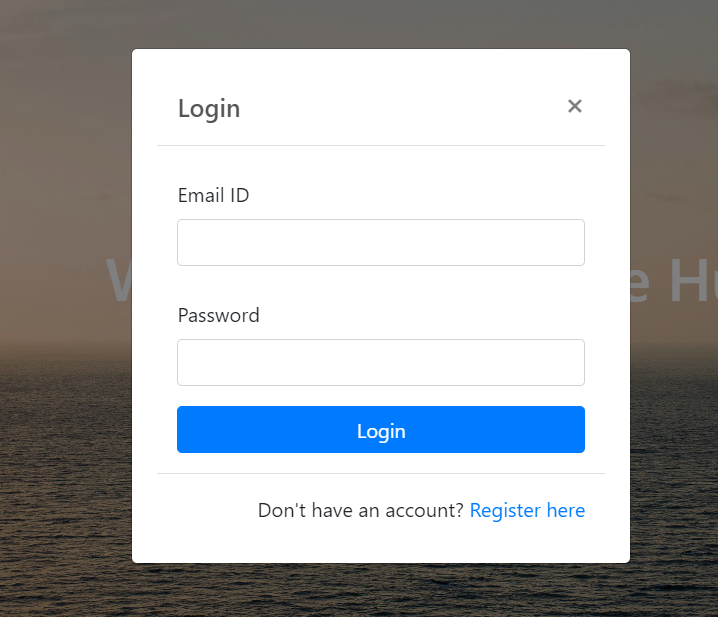 Login ×
Email ID
Password
Login
Don't have an account? Register here